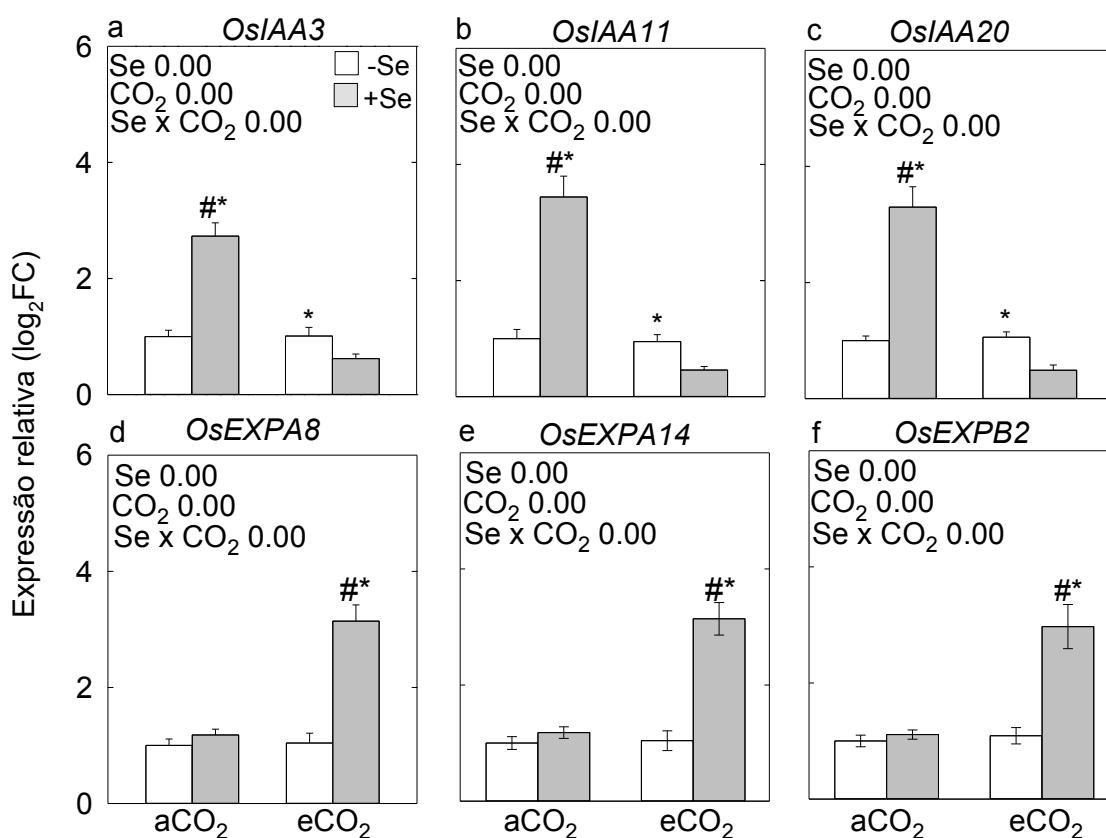 a OsIAA3
b OsIAA11
c OsIAA20
6
4
2
0
Se 0.00
CO₂ 0.00
Se x CO₂ 0.00
-Se
+Se
#*
*
Se 0.00
CO₂ 0.00
Se x CO₂ 0.00
#*
*
Se 0.00
CO₂ 0.00
Se x CO₂ 0.00
#*
*
Expressão relativa (log₂FC)
d OsEXPA8
e OsEXPA14
f OsEXPB2
6
4
2
0
Se 0.00
CO₂ 0.00
Se x CO₂ 0.00
#*
Se 0.00
CO₂ 0.00
Se x CO₂ 0.00
#*
Se 0.00
CO₂ 0.00
Se x CO₂ 0.00
#*
aCO₂ eCO₂
aCO₂ eCO₂
aCO₂ eCO₂